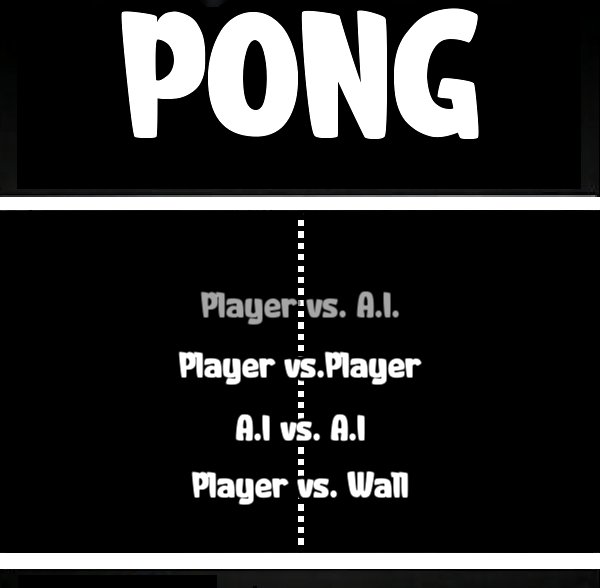 PONG
Player vs. A.I.
Player vs.Player
A.I vs. A.I
Player vs. Wall